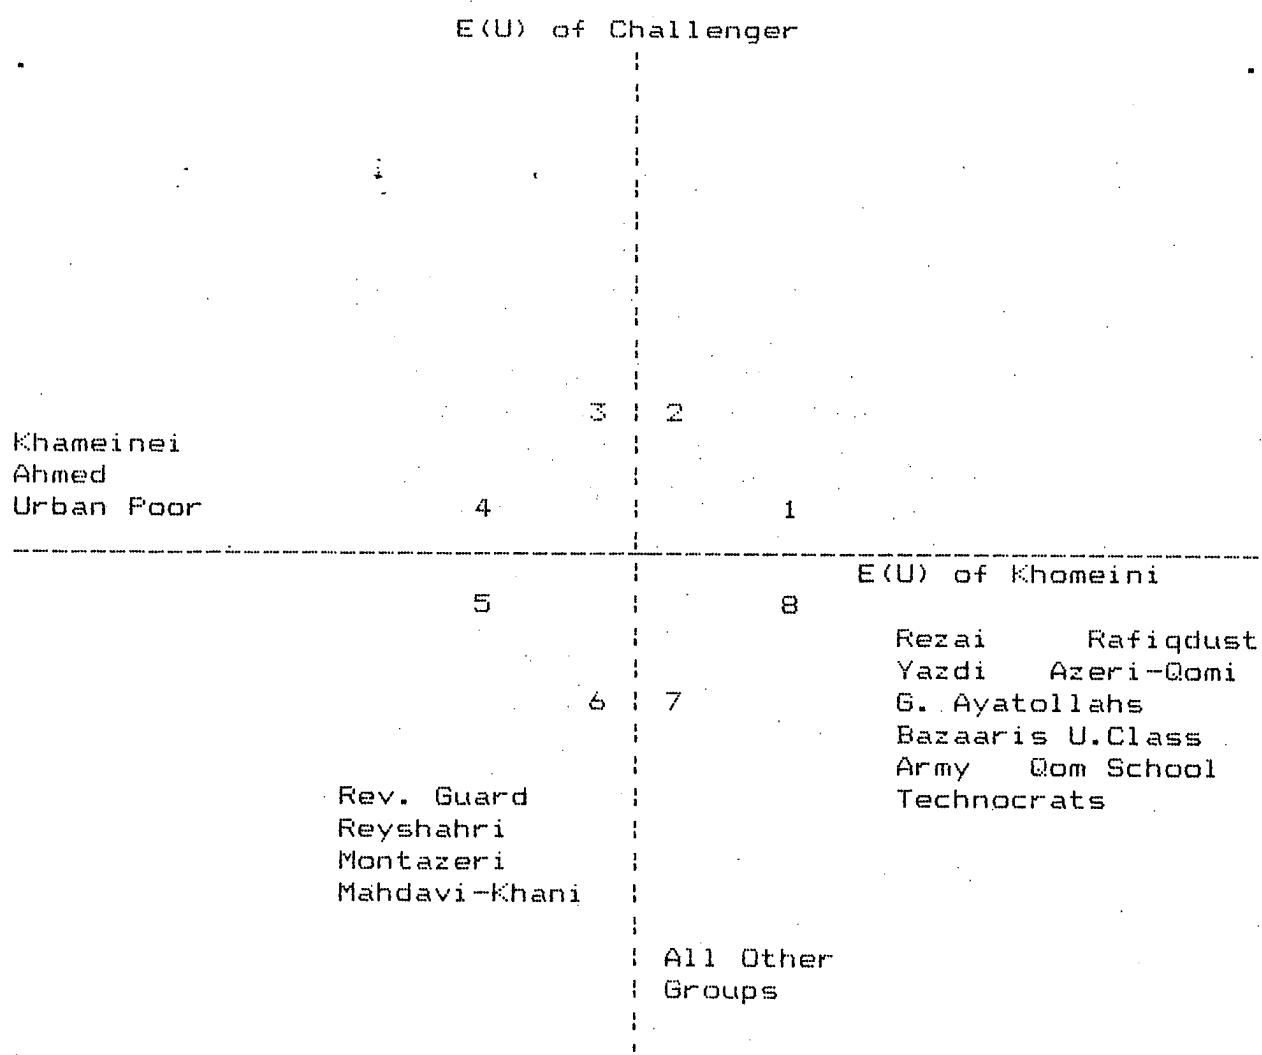 E(U) of Challenger
3 2
Khameinei
Ahmed
Urban Poor 4 1
E(U) of Khomeini
5 8
Rezai Rafiqdust
Yazdi Azeri-Qomi
6 7 G. Ayatollahs
Bazaaris U.Class
Army Qom School
Rev. Guard Technocrats
Reyshahri
Montazeri
Mahdavi-Khani
All Other
Groups